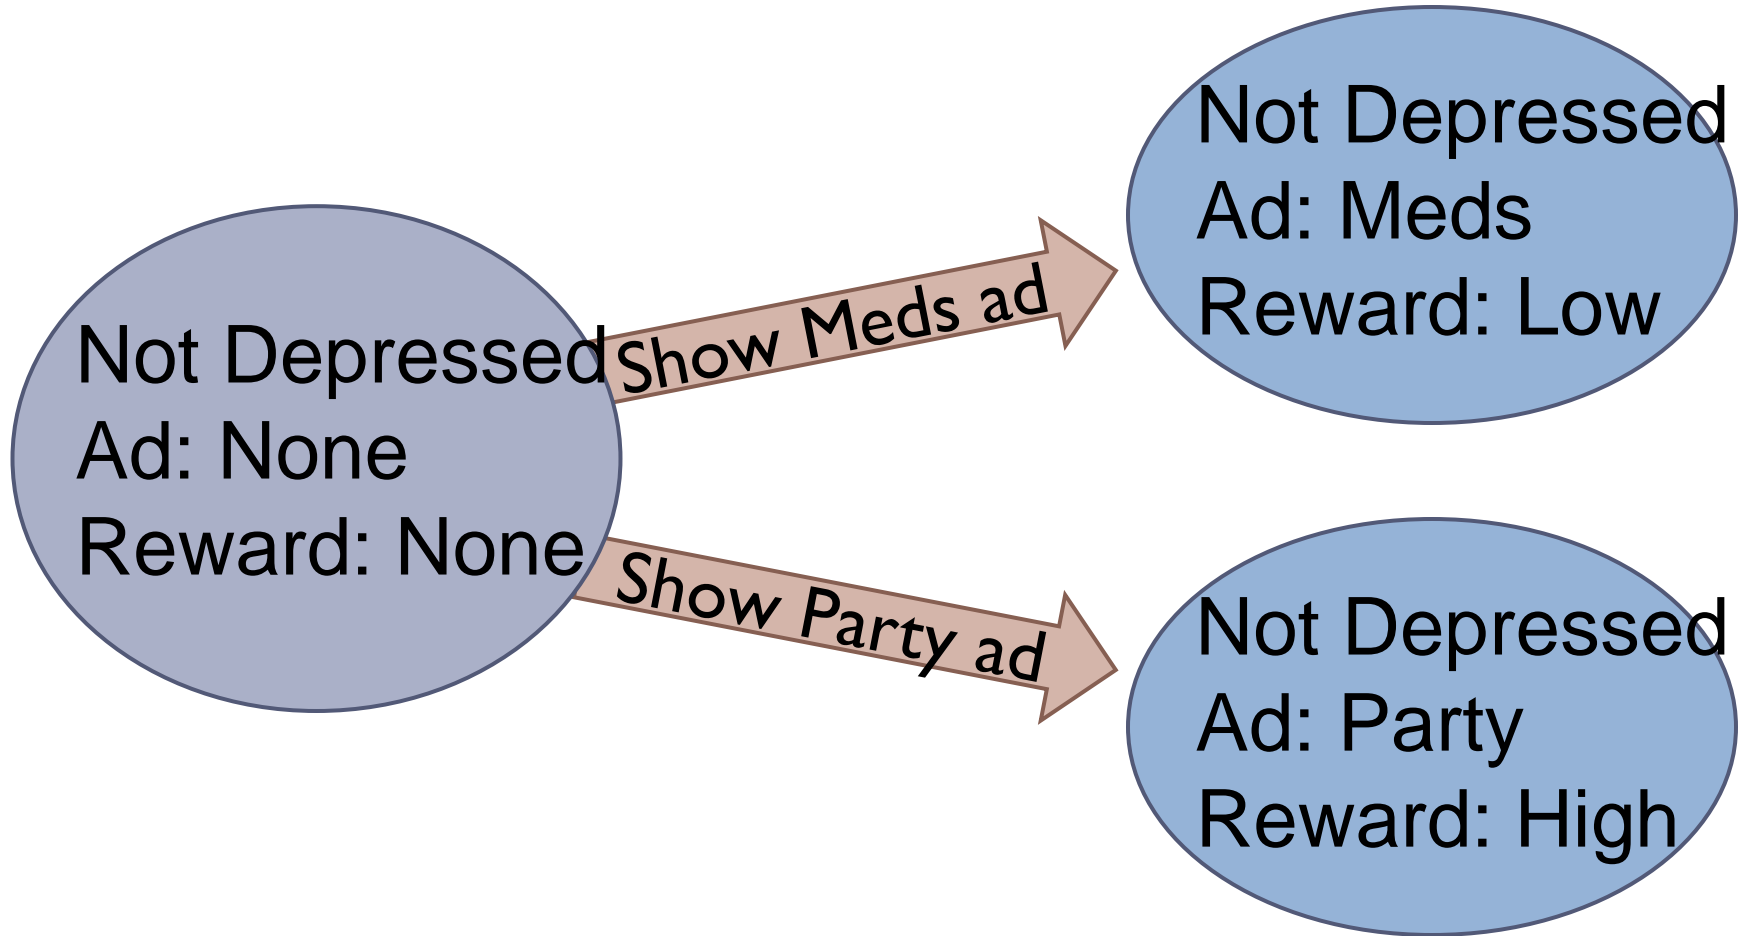 Not Depressed
Ad: None
Reward: None
Show Meds ad
Not Depressed
Ad: Meds
Reward: Low
Show Party ad
Not Depressed
Ad: Party
Reward: High